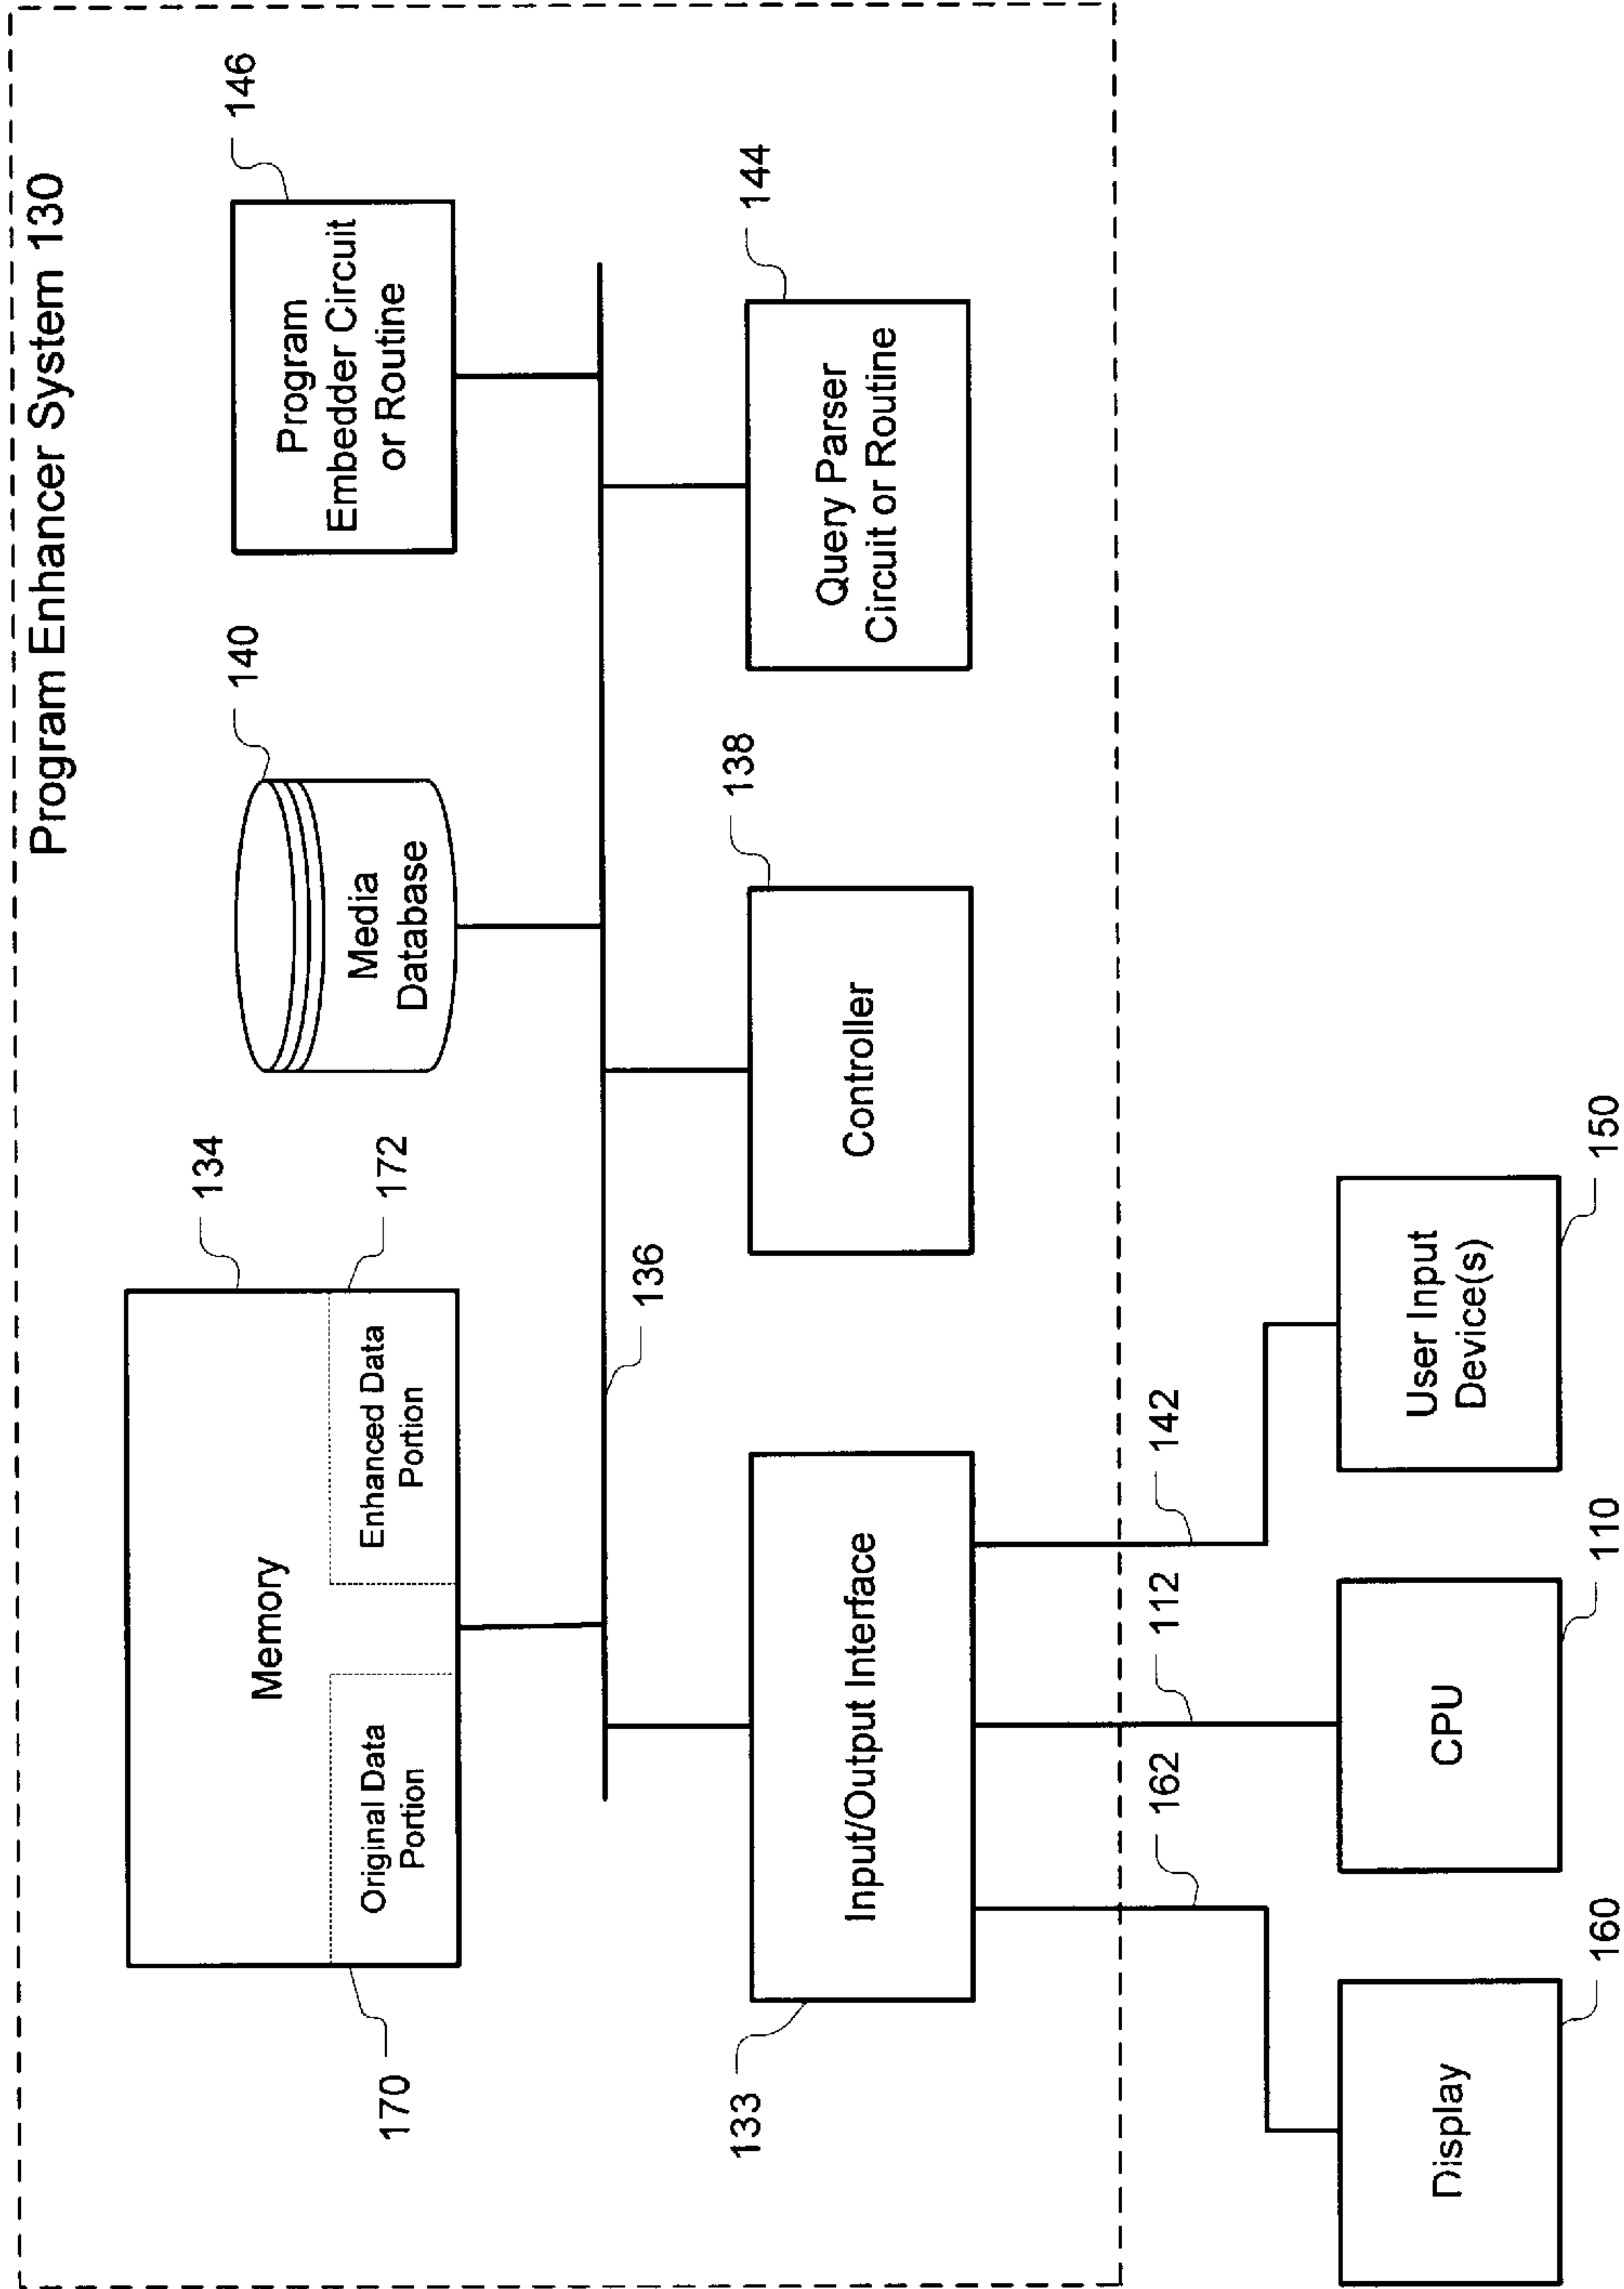 Program Enhancer System 130
134
172
140
146
Memory
Original Data
Portion
Enhanced Data
Portion
170
Media
Database
Program
Embedder Circuit
or Routine
136
133
Input/Output Interface
138
Controller
144
Query Parser
Circuit or Routine
162
112
142
Display
160
CPU
110
User Input
Device(s)
150